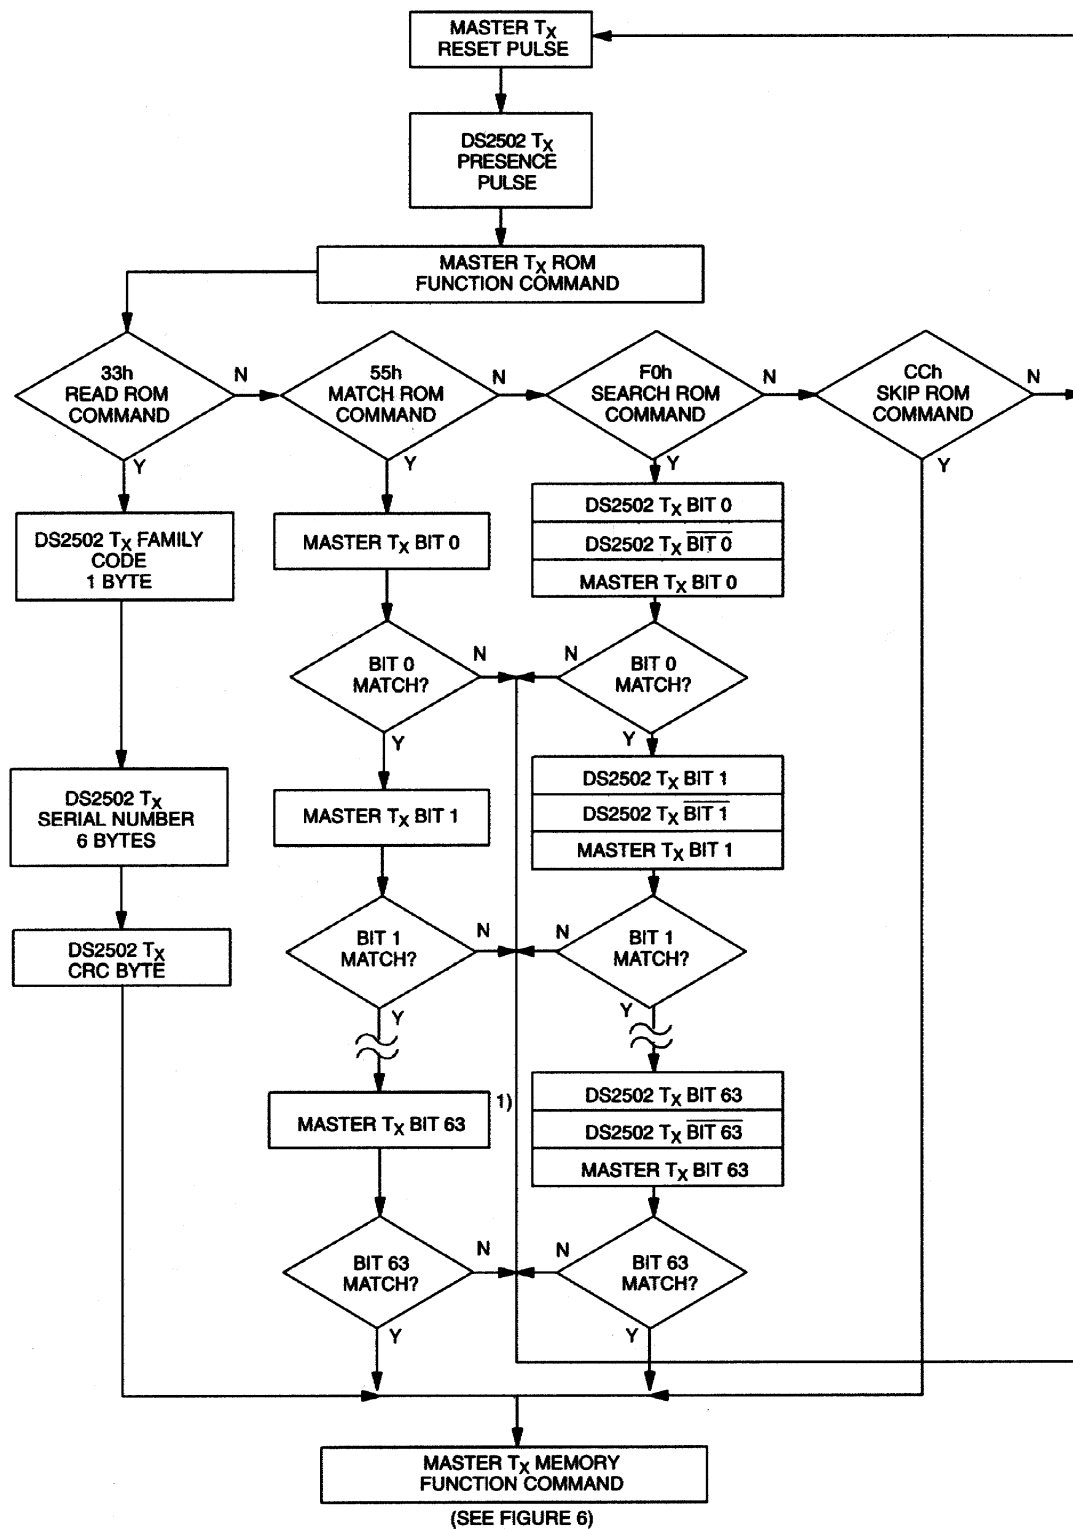 MASTER TX
RESET PULSE
DS2502 TX
PRESENCE
PULSE
MASTER TX ROM
FUNCTION COMMAND
33h
READ ROM
COMMAND
N
55h
MATCH ROM
COMMAND
N
F0h
SEARCH ROM
COMMAND
N
CCh
SKIP ROM
COMMAND
N
Y
Y
Y
Y
DS2502 TX FAMILY
CODE
1 BYTE
MASTER TX BIT 0
DS2502 TX BIT 0
DS2502 TX B̅I̅T̅ ̅0̅
MASTER TX BIT 0
BIT 0
MATCH?
N
N
BIT 0
MATCH?
Y
Y
DS2502 TX
SERIAL NUMBER
6 BYTES
MASTER TX BIT 1
DS2502 TX BIT 1
DS2502 TX B̅I̅T̅ ̅1̅
MASTER TX BIT 1
DS2502 TX
CRC BYTE
BIT 1
MATCH?
N
N
BIT 1
MATCH?
Y
Y
MASTER TX BIT 63
1)
DS2502 TX BIT 63
DS2502 TX B̅I̅T̅ ̅6̅3̅
MASTER TX BIT 63
BIT 63
MATCH?
N
N
BIT 63
MATCH?
Y
Y
MASTER TX MEMORY
FUNCTION COMMAND
(SEE FIGURE 6)